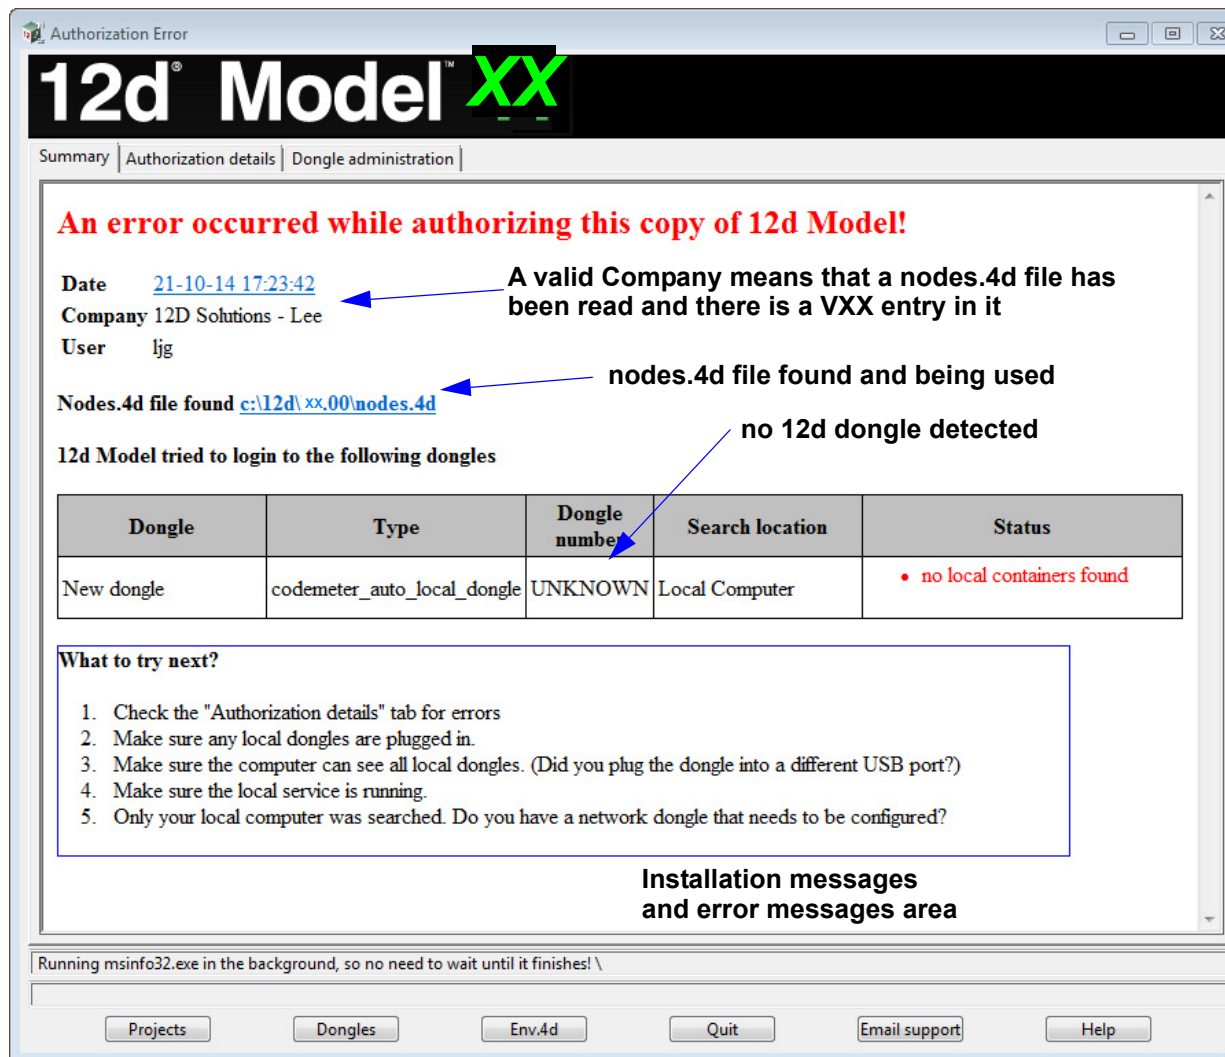 Authorization Error
12d® Model™ XX
Summary
Authorization details
Dongle administration
An error occurred while authorizing this copy of 12d Model!
Date 21-10-14 17:23:42
Company 12D Solutions - Lee
User ljg
A valid Company means that a nodes.4d file has
been read and there is a VXX entry in it
nodes.4d file found and being used
Nodes.4d file found c:\12d\xx.00\nodes.4d
no 12d dongle detected
12d Model tried to login to the following dongles
Dongle Type Dongle number Search location Status
New dongle codemeter_auto_local_dongle UNKNOWN Local Computer • no local containers found
What to try next?
1. Check the "Authorization details" tab for errors
2. Make sure any local dongles are plugged in.
3. Make sure the computer can see all local dongles. (Did you plug the dongle into a different USB port?)
4. Make sure the local service is running.
5. Only your local computer was searched. Do you have a network dongle that needs to be configured?
Installation messages
and error messages area
Running msinfo32.exe in the background, so no need to wait until it finishes! \
Projects Dongles Env.4d Quit Email support Help